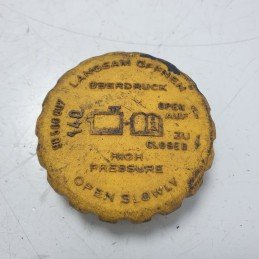 LANGSAM ÖFFNEN
ÜBERDRUCK
OPEN
AUF
140
ZU
CLOSED
HIGH
PRESSURE
OPEN SLOWLY